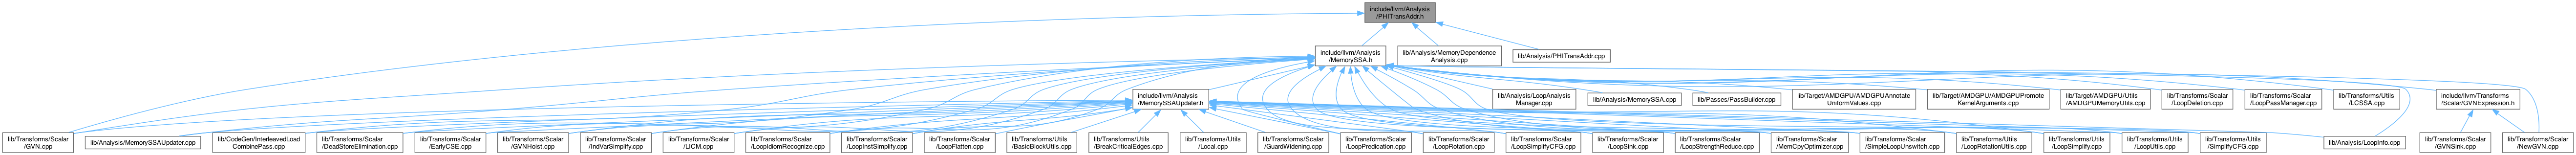 include/llvm/Analysis
/PHITransAddr.h
include/llvm/Analysis
/MemorySSA.h
lib/Analysis/MemoryDependence
Analysis.cpp
lib/Analysis/PHITransAddr.cpp
include/llvm/Analysis
/MemorySSAUpdater.h
lib/Analysis/LoopAnalysis
Manager.cpp
lib/Analysis/MemorySSA.cpp
lib/Passes/PassBuilder.cpp
lib/Target/AMDGPU/AMDGPUAnnotate
UniformValues.cpp
lib/Target/AMDGPU/AMDGPUPromote
KernelArguments.cpp
lib/Target/AMDGPU/Utils
/AMDGPUMemoryUtils.cpp
lib/Transforms/Scalar
/LoopDeletion.cpp
lib/Transforms/Scalar
/LoopPassManager.cpp
lib/Transforms/Utils
/LCSSA.cpp
include/llvm/Transforms
/Scalar/GVNExpression.h
lib/Transforms/Scalar
/GVN.cpp
lib/Analysis/MemorySSAUpdater.cpp
lib/CodeGen/InterleavedLoad
CombinePass.cpp
lib/Transforms/Scalar
/DeadStoreElimination.cpp
lib/Transforms/Scalar
/EarlyCSE.cpp
lib/Transforms/Scalar
/GVNHoist.cpp
lib/Transforms/Scalar
/IndVarSimplify.cpp
lib/Transforms/Scalar
/LICM.cpp
lib/Transforms/Scalar
/LoopIdiomRecognize.cpp
lib/Transforms/Scalar
/LoopInstSimplify.cpp
lib/Transforms/Scalar
/LoopFlatten.cpp
lib/Transforms/Utils
/BasicBlockUtils.cpp
lib/Transforms/Utils
/BreakCriticalEdges.cpp
lib/Transforms/Utils
/Local.cpp
lib/Transforms/Scalar
/GuardWidening.cpp
lib/Transforms/Scalar
/LoopPredication.cpp
lib/Transforms/Scalar
/LoopRotation.cpp
lib/Transforms/Scalar
/LoopSimplifyCFG.cpp
lib/Transforms/Scalar
/LoopSink.cpp
lib/Transforms/Scalar
/LoopStrengthReduce.cpp
lib/Transforms/Scalar
/MemCpyOptimizer.cpp
lib/Transforms/Scalar
/SimpleLoopUnswitch.cpp
lib/Transforms/Utils
/LoopRotationUtils.cpp
lib/Transforms/Utils
/LoopSimplify.cpp
lib/Transforms/Utils
/LoopUtils.cpp
lib/Transforms/Utils
/SimplifyCFG.cpp
lib/Analysis/LoopInfo.cpp
lib/Transforms/Scalar
/GVNSink.cpp
lib/Transforms/Scalar
/NewGVN.cpp